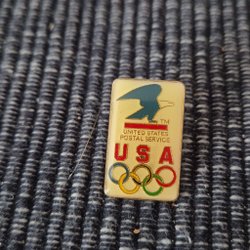 TM
UNITED STATES
POSTAL SERVICE
USA